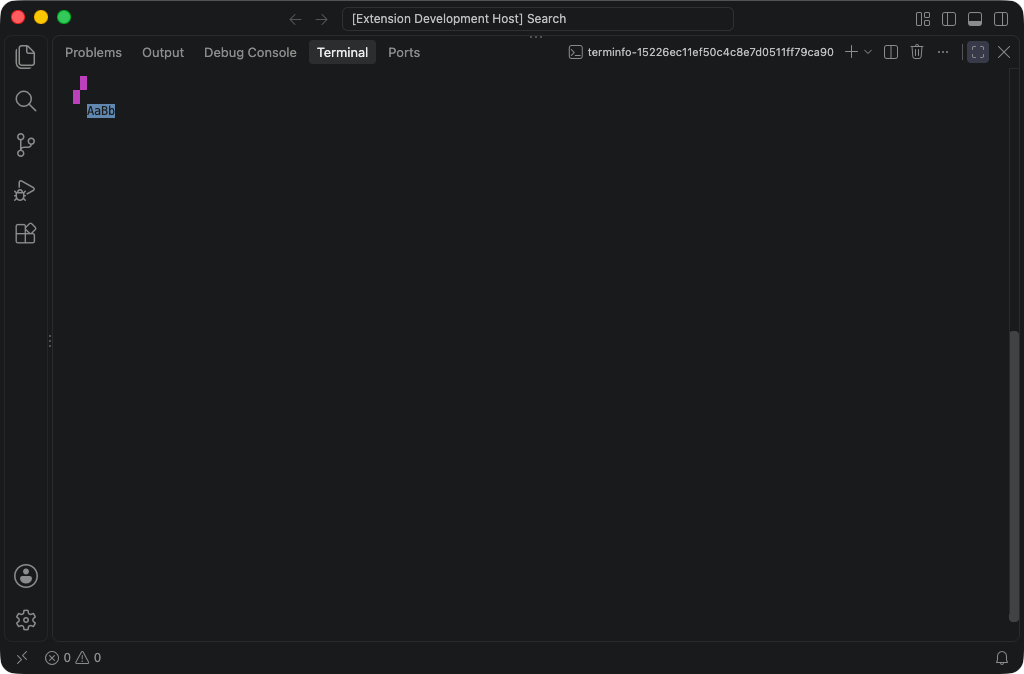 [Extension Development Host] Search
Problems Output Debug Console Terminal Ports terminfo-15226ec11ef50c4c8e7d0511ff79ca90
AaBb
0 0